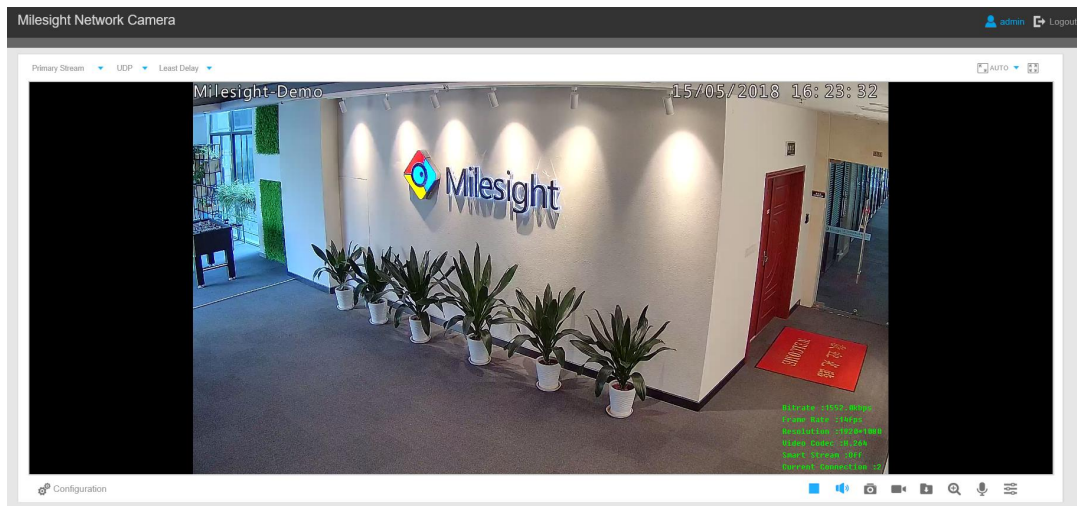 Milesight Network Camera
admin
Logout
Primary Stream
UDP
Least Delay
AUTO
Milesight-Demo
15/05/2018 16:23:32
Milesight
WELCOME
Bitrate :1552.0kbps
Frame Rate :14fps
Resolution :1920*1080
Video Codec :H.264
Smart Stream :OFF
Current Connection :2
Configuration